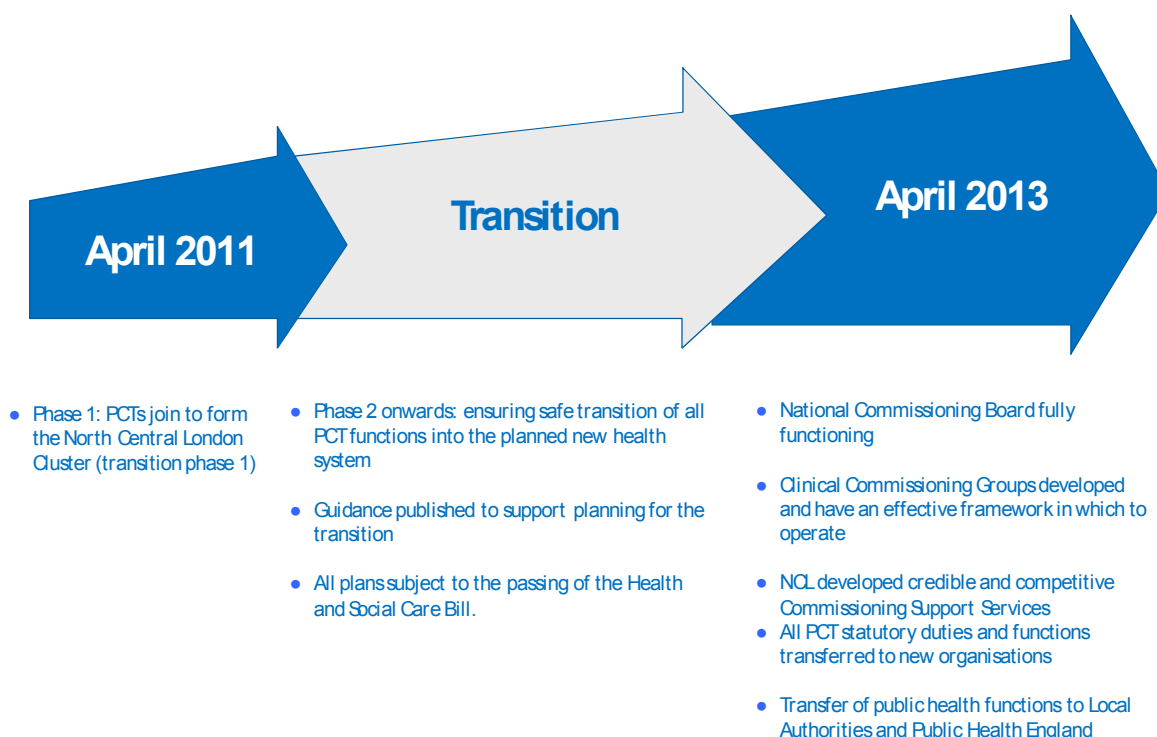 April 2011
Transition
April 2013
● Phase 1: PCTs join to form
the North Central London
Cluster (transition phase 1)
● Phase 2 onwards: ensuring safe transition of all
PCT functions into the planned new health
system
● Guidance published to support planning for the
transition
● All plans subject to the passing of the Health
and Social Care Bill.
● National Commissioning Board fully
functioning
● Clinical Commissioning Groups developed
and have an effective framework in which to
operate
● NCL developed credible and competitive
Commissioning Support Services
● All PCT statutory duties and functions
transferred to new organisations
● Transfer of public health functions to Local
Authorities and Public Health England